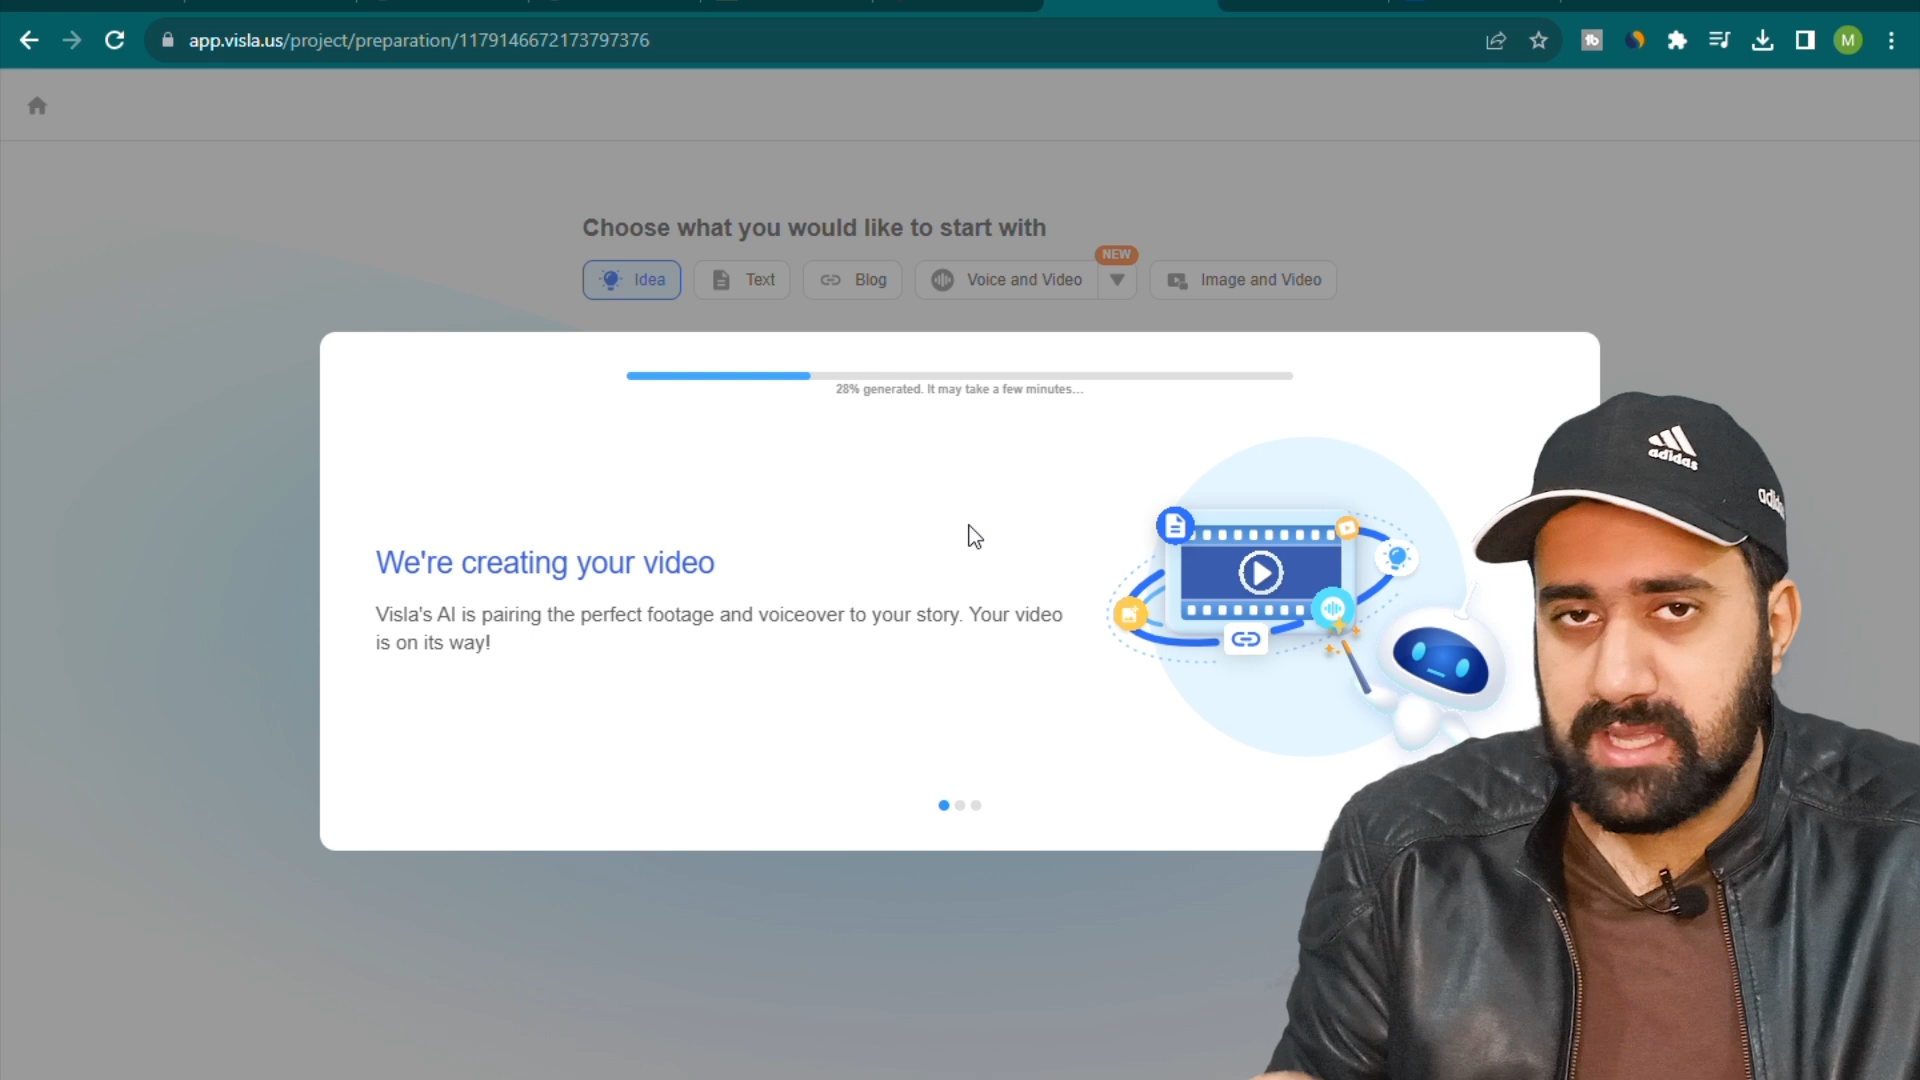 app.visla.us/project/preparation/1179146672173797376
M
Choose what you would like to start with
NEW
Idea
Text
Blog
Voice and Video
Image and Video
28% generated. It may take a few minutes...
We're creating your video
Visla's AI is pairing the perfect footage and voiceover to your story. Your video
is on its way!
adidas